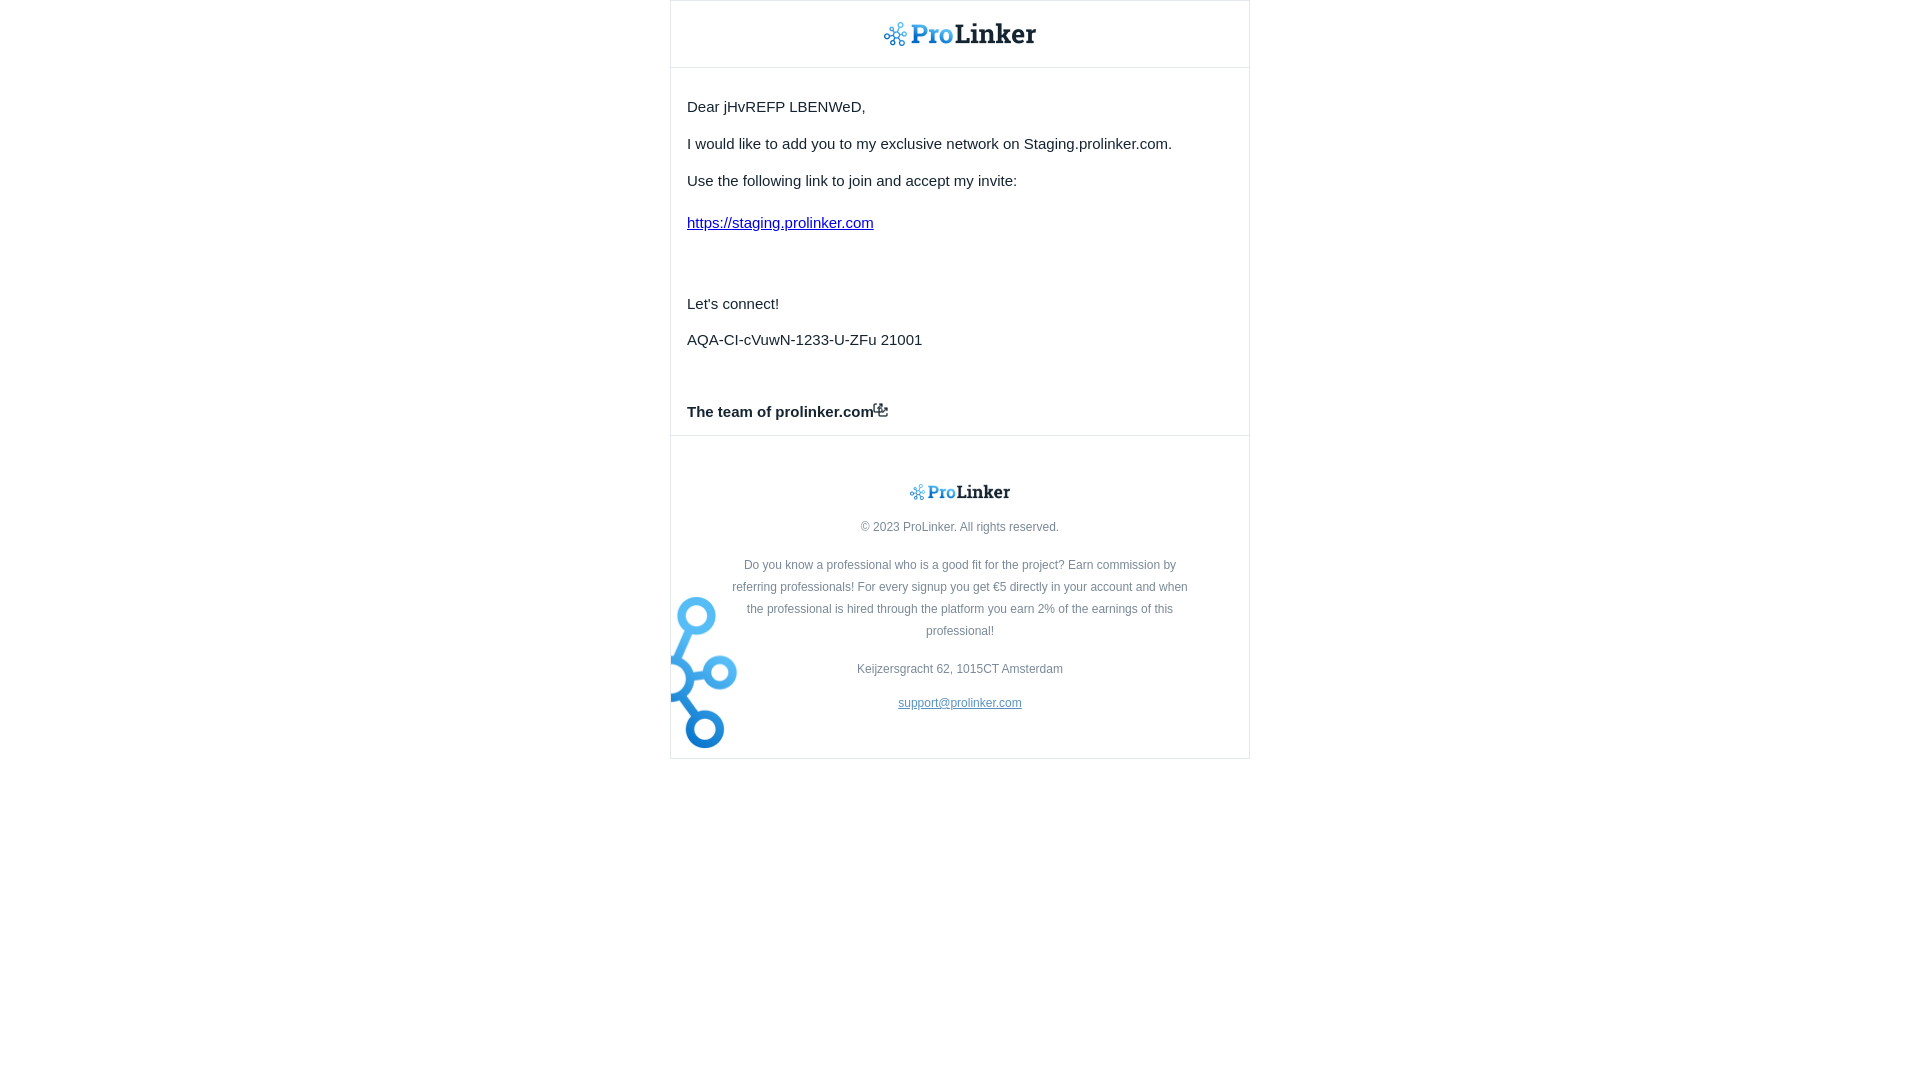 ProLinker
Dear jHvREFP LBENWeD,
I would like to add you to my exclusive network on Staging.prolinker.com.
Use the following link to join and accept my invite:
https://staging.prolinker.com
Let's connect!
AQA-CI-cVuwN-1233-U-ZFu 21001
The team of prolinker.com
ProLinker
© 2023 ProLinker. All rights reserved.
Do you know a professional who is a good fit for the project? Earn commission by
referring professionals! For every signup you get €5 directly in your account and when
the professional is hired through the platform you earn 2% of the earnings of this
professional!
Keijzersgracht 62, 1015CT Amsterdam
support@prolinker.com